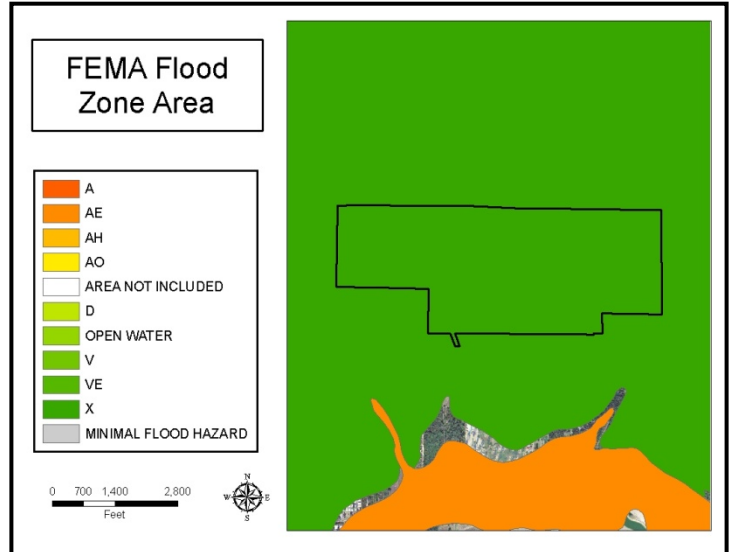 FEMA Flood
Zone Area
A
AE
AH
AO
AREA NOT INCLUDED
D
OPEN WATER
V
VE
X
MINIMAL FLOOD HAZARD
0 700 1,400 2,800
Feet
N
W E
S